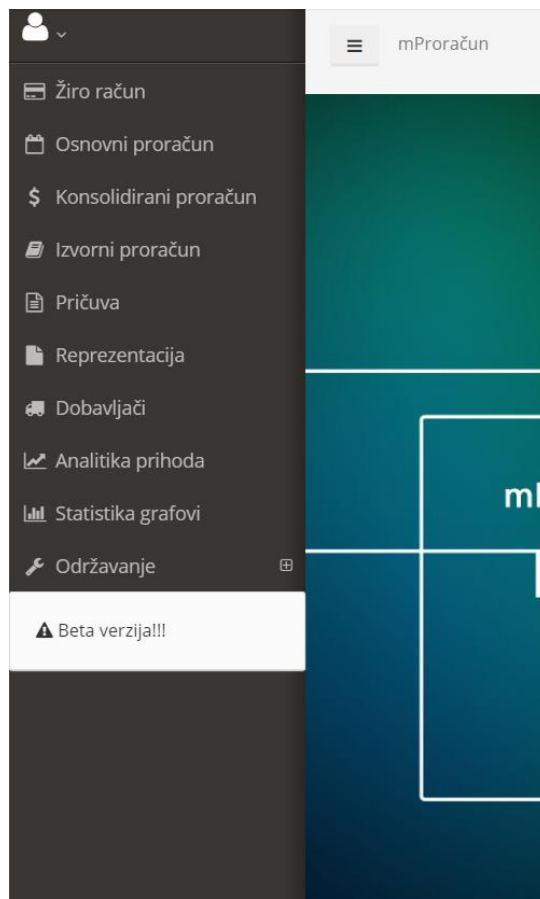 mProračun
Žiro račun
Osnovni proračun
Konsolidirani proračun
Izvorni proračun
Pričuva
Reprezentacija
Dobavljači
Analitika prihoda
Statistika grafovi
Održavanje
Beta verzija!!!